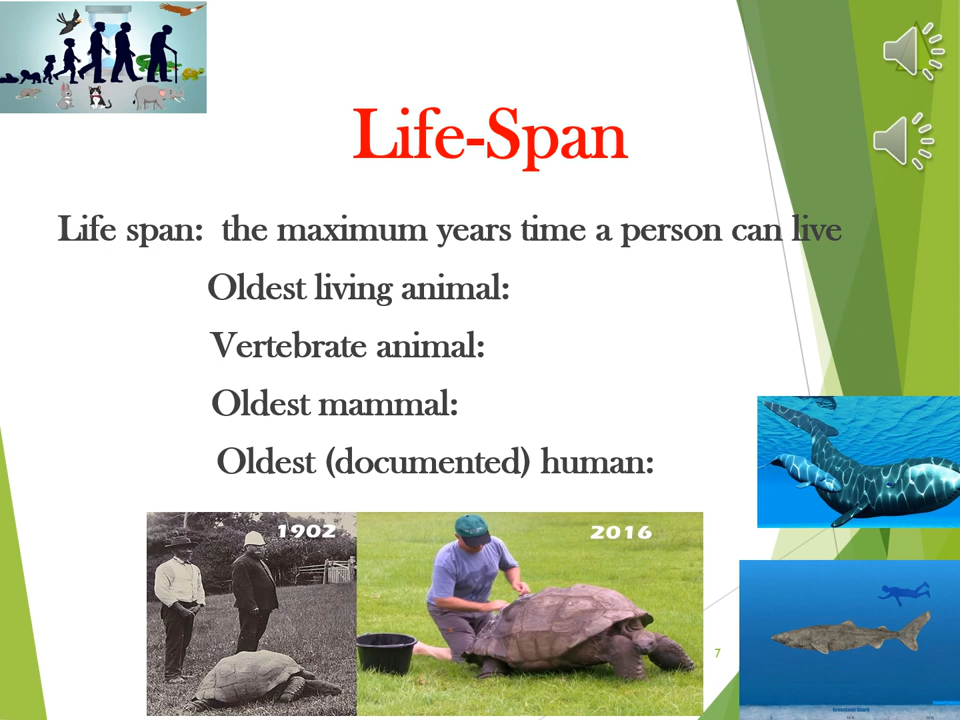 Life-Span
Life span: the maximum years time a person can live
Oldest living animal:
Vertebrate animal:
Oldest mammal:
Oldest (documented) human:
1902
2016
7